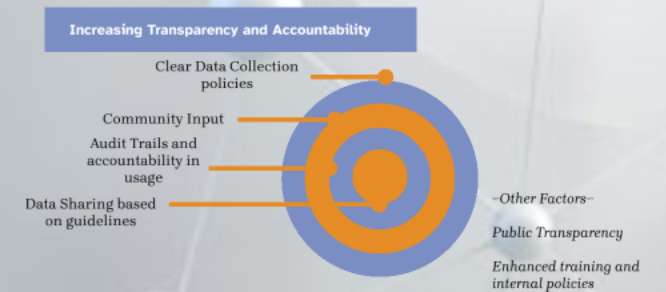 Increasing Transparency and Accountability
Clear Data Collection
policies
Community Input
Audit Trails and
accountability in
usage
Data Sharing based
on guidelines
--Other Factors--
Public Transparency
Enhanced training and
internal policies